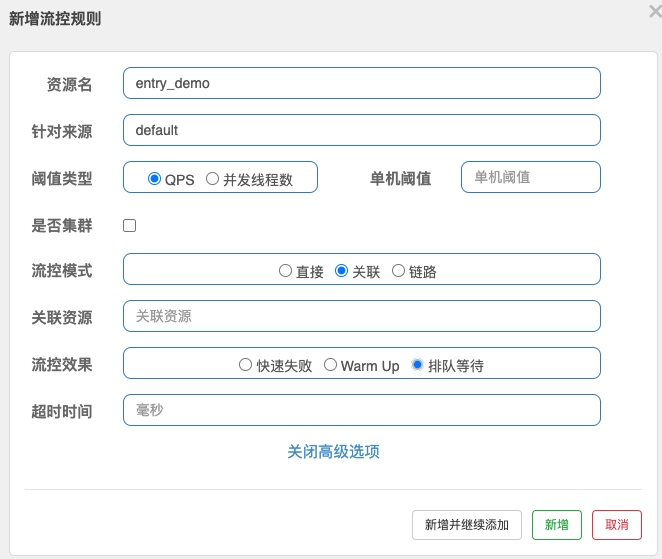 新增流控规则
资源名 entry_demo
针对来源 default
阈值类型 QPS 并发线程数 单机阈值 单机阈值
是否集群
流控模式 直接 关联 链路
关联资源 关联资源
流控效果 快速失败 Warm Up 排队等待
超时时间 毫秒
关闭高级选项
新增并继续添加 新增 取消